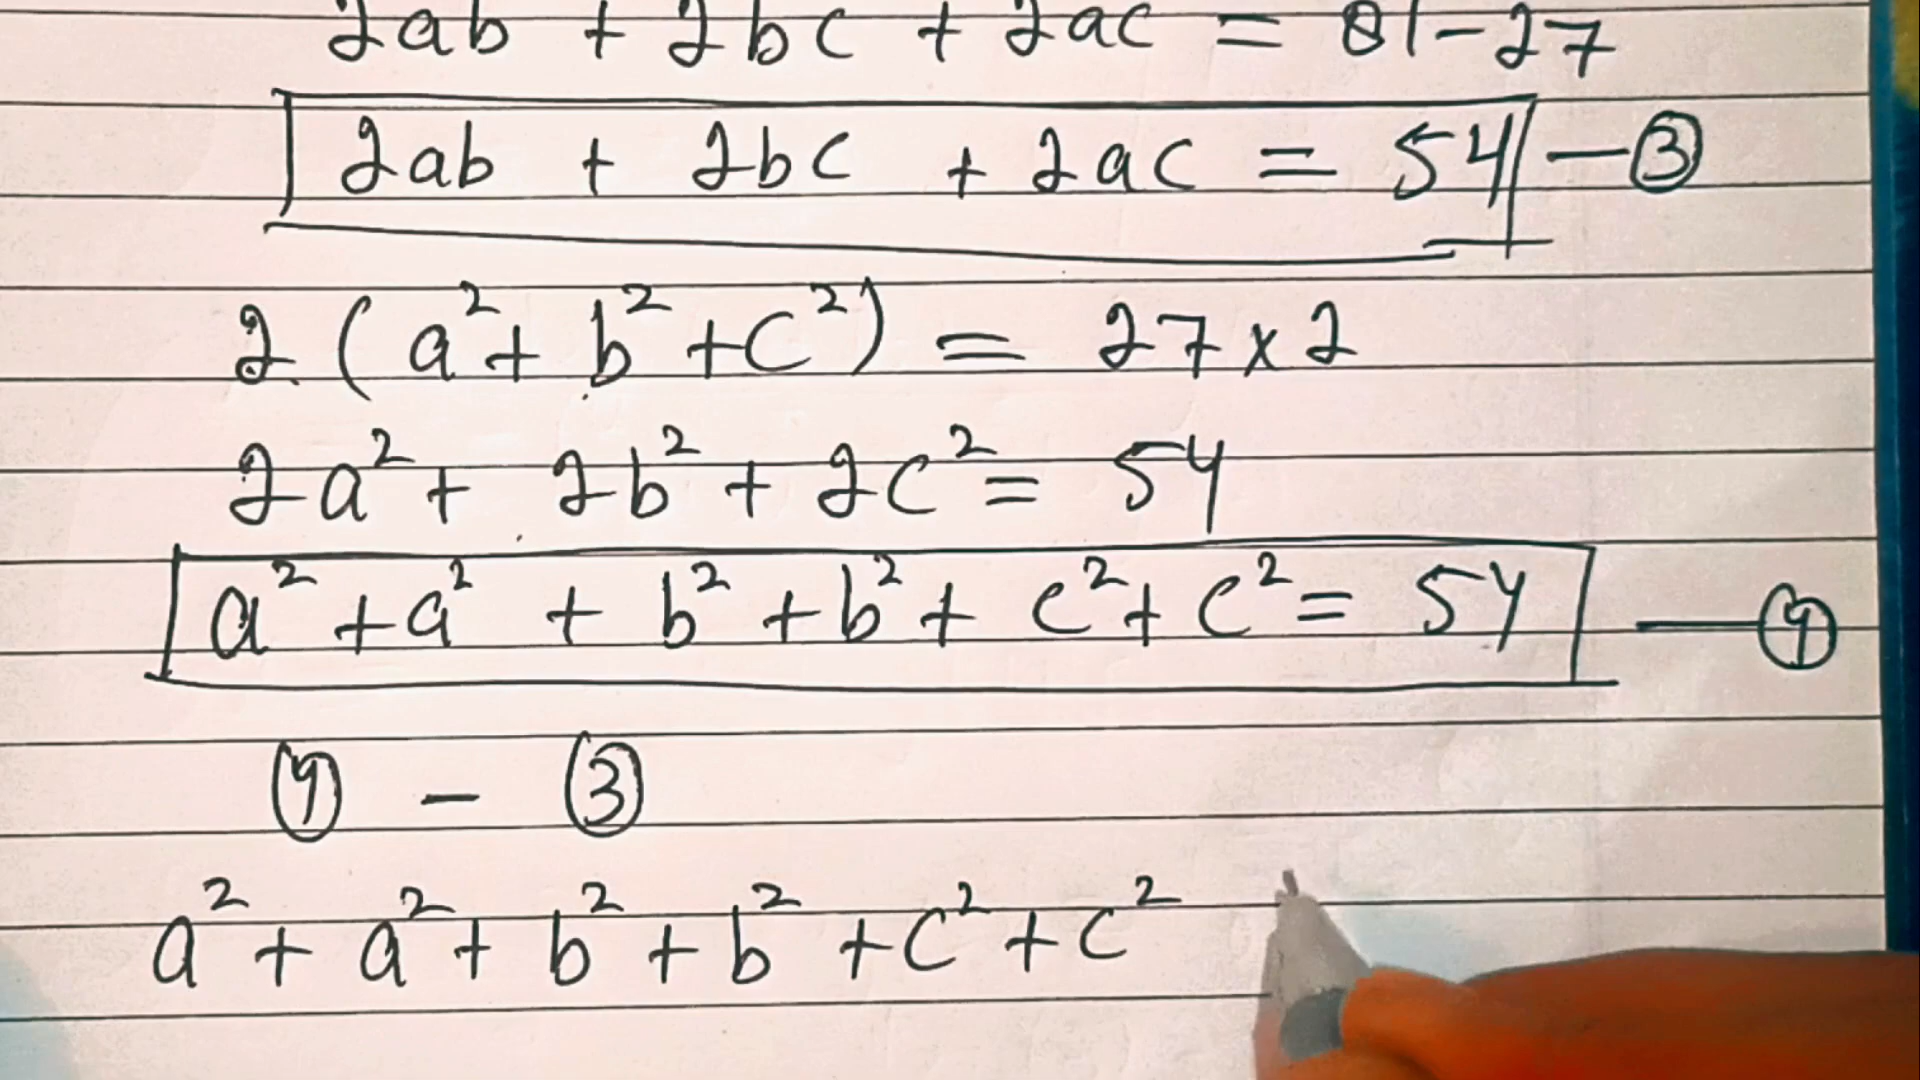 2ab + 2bc + 2ac = 81 - 27
2ab + 2bc + 2ac = 54 — ③
2 ( a² + b² + c² ) = 27 x 2
2a² + 2b² + 2c² = 54
a² + a² + b² + b² + c² + c² = 54 — ④
④ - ③
a² + a² + b² + b² + c² + c²